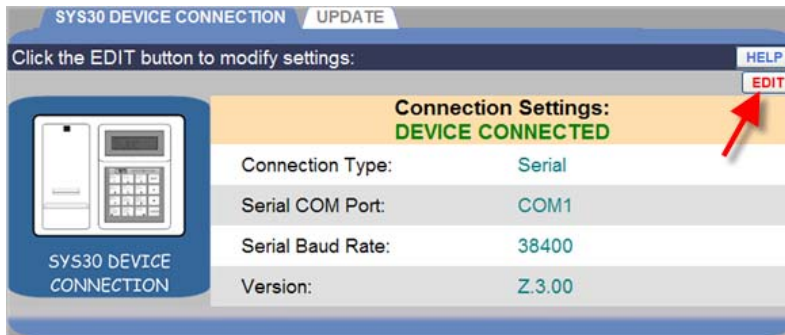 SYS30 DEVICE CONNECTION UPDATE
Click the EDIT button to modify settings: HELP
EDIT
Connection Settings:
DEVICE CONNECTED
Connection Type: Serial
Serial COM Port: COM1
Serial Baud Rate: 38400
Version: Z.3.00
SYS30 DEVICE
CONNECTION